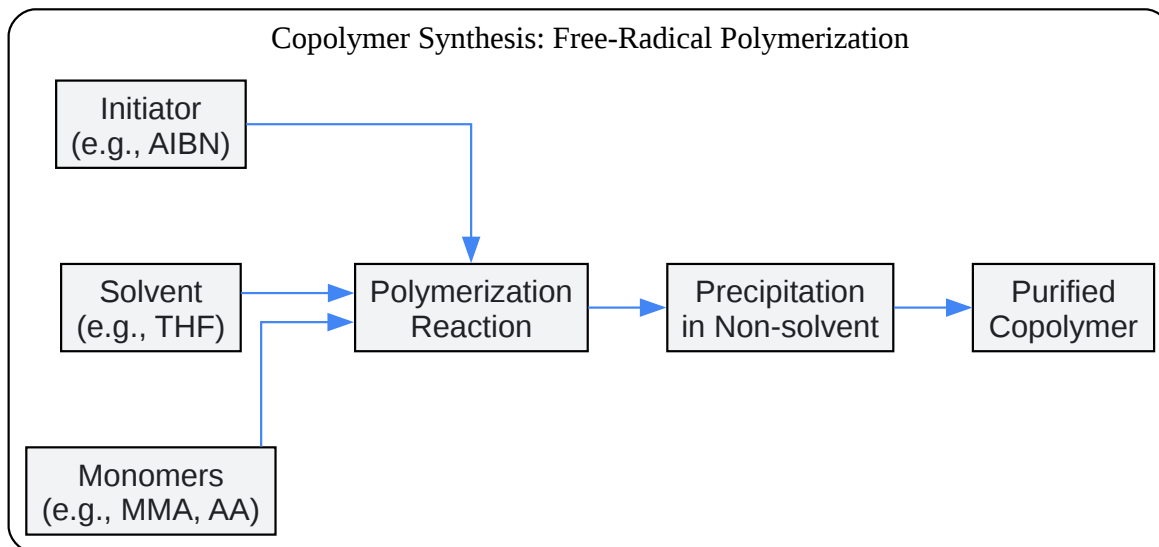 Copolymer Synthesis: Free-Radical Polymerization
Initiator
(e.g., AIBN)
Solvent
(e.g., THF)
Monomers
(e.g., MMA, AA)
Polymerization
Reaction
Precipitation
in Non-solvent
Purified
Copolymer